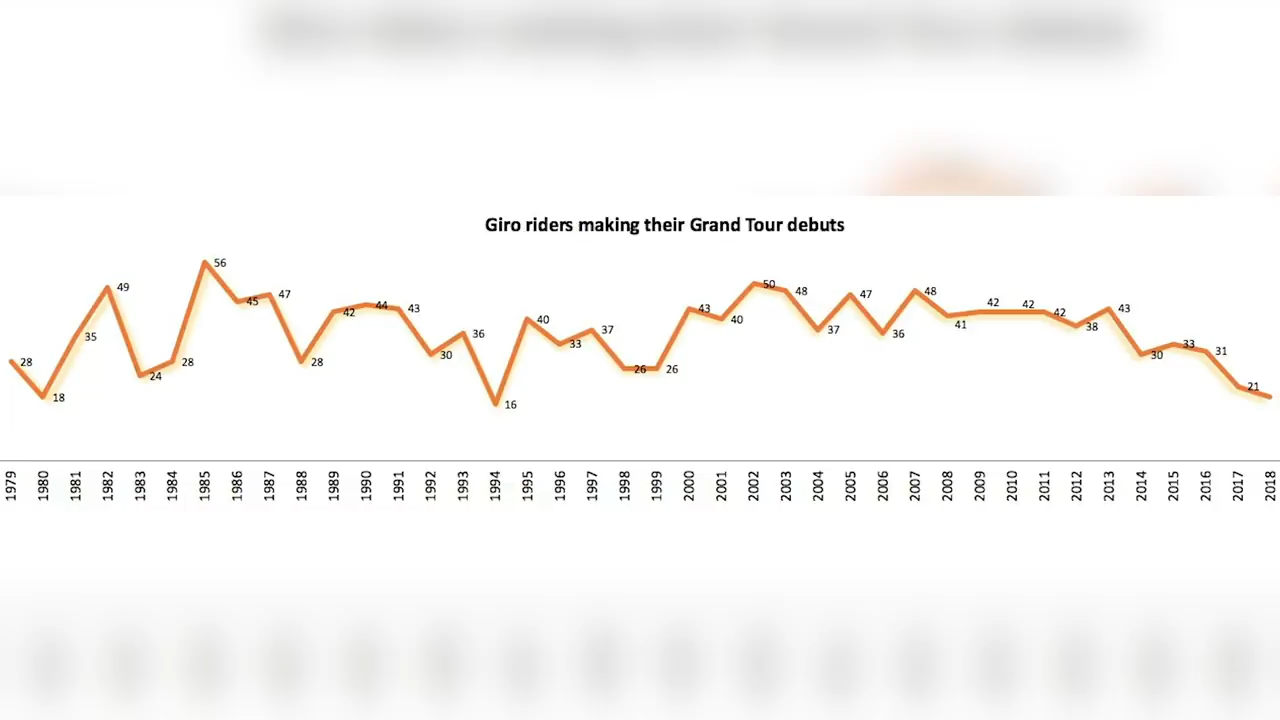 Giro riders making their Grand Tour debuts
28 18 35 49 24 28 56 45 47 28 42 44 43 30 36 16 40 33 37 26 26 43 40 50 48 37 47 36 48 41 42 42 42 38 43 30 33 31 21
1979 1980 1981 1982 1983 1984 1985 1986 1987 1988 1989 1990 1991 1992 1993 1994 1995 1996 1997 1998 1999 2000 2001 2002 2003 2004 2005 2006 2007 2008 2009 2010 2011 2012 2013 2014 2015 2016 2017 2018